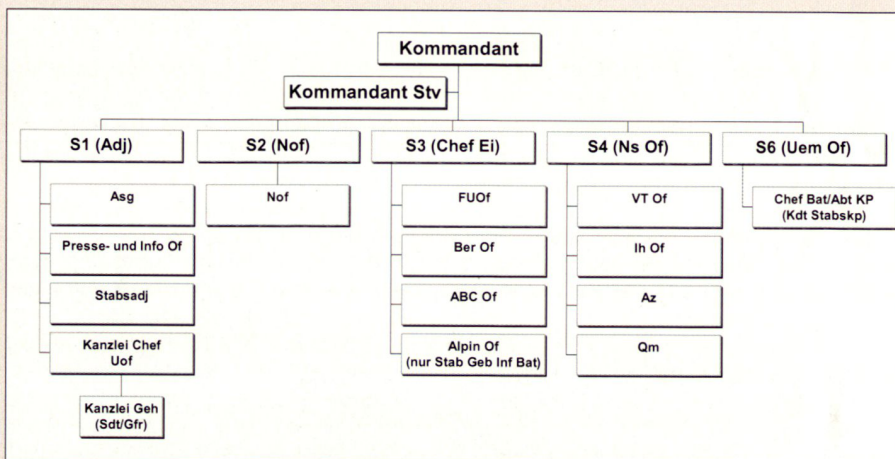 Kommandant
Kommandant Stv
S1 (Adj)
S2 (Nof)
S3 (Chef Ei)
S4 (Ns Of)
S6 (Uem Of)
Asg
Presse- und Info Of
Stabsadj
Kanzlei Chef
Uof
Kanzlei Geh
(Sdt/Gfr)
Nof
FUOf
Ber Of
ABC Of
Alpin Of
(nur Stab Geb Inf Bat)
VT Of
Ih Of
Az
Qm
Chef Bat/Abt KP
(Kdt Stabskp)